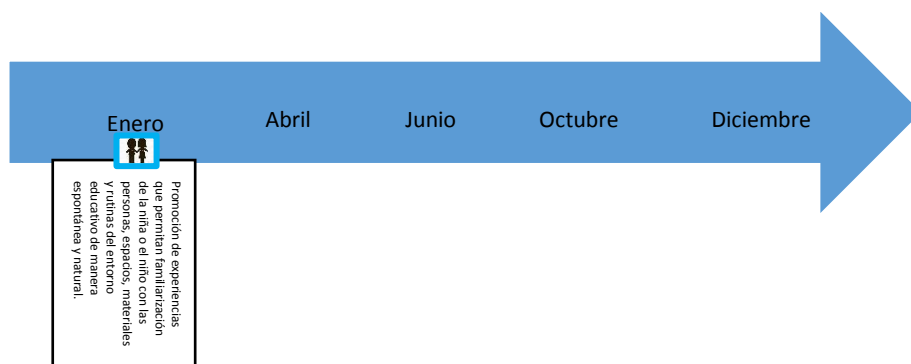 Enero
Abril
Junio
Octubre
Diciembre
Promoción de experiencias
que permitan familiarización
de la niña o el niño con las
personas, espacios, materiales
y rutinas del entorno
educativo de manera
espontánea y natural.